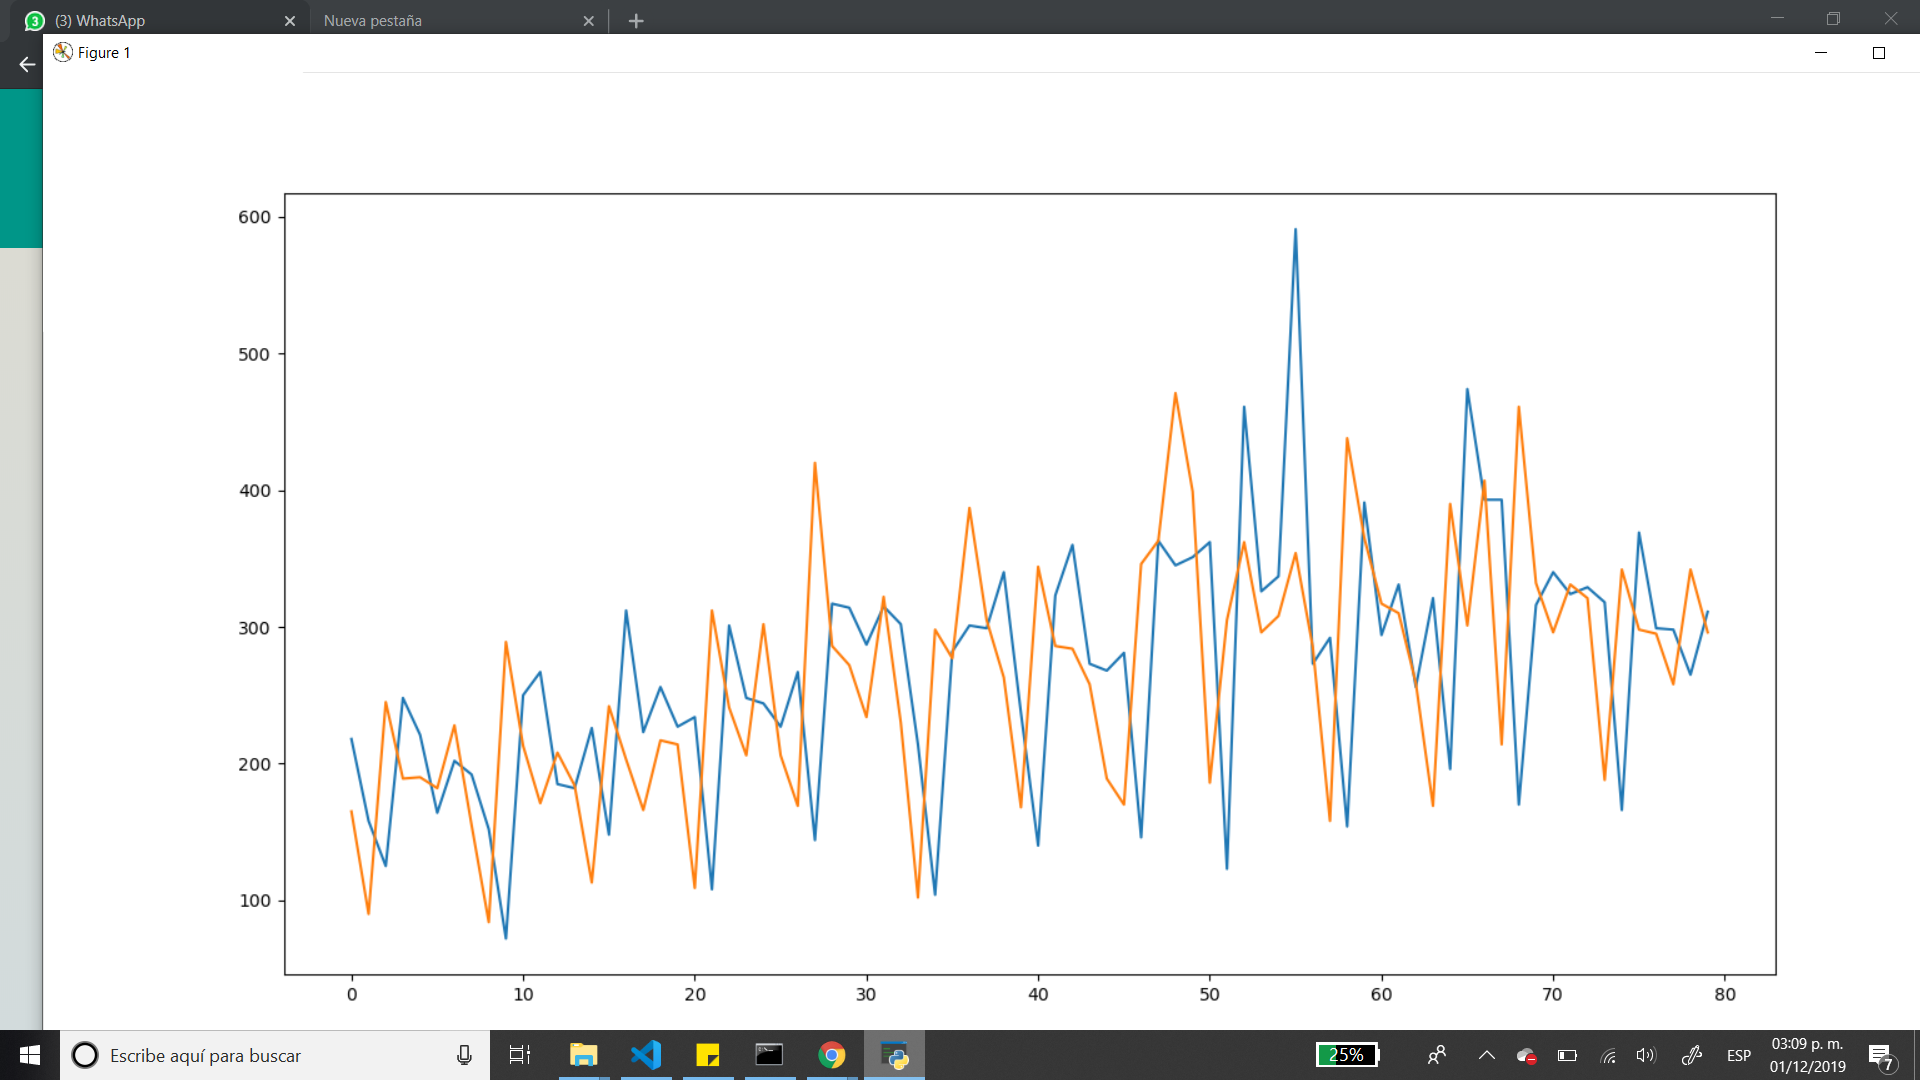 3 (3) WhatsApp
Nueva pestaña
Figure 1
600
500
400
300
200
100
0 10 20 30 40 50 60 70 80
Escribe aquí para buscar
25%
ESP
03:09 p. m.
01/12/2019
7